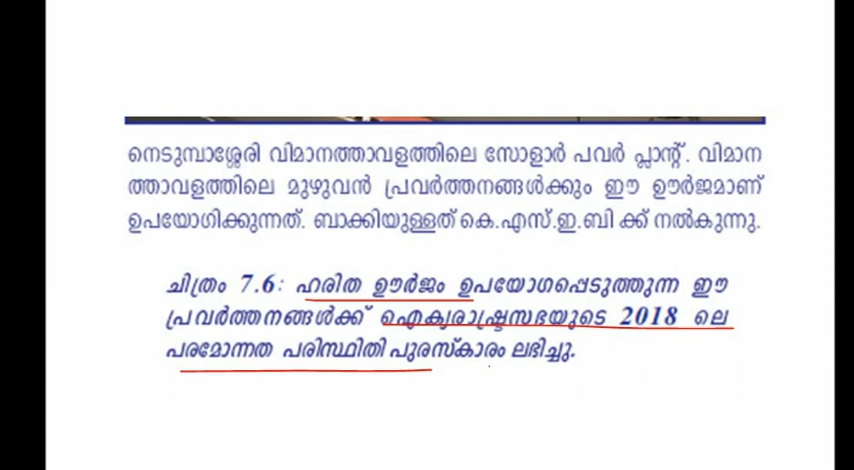 നെടുമ്പാശ്ശേരി വിമാനത്താവളത്തിലെ സോളാർ പവർ പ്ലാന്റ്. വിമാന
ത്താവളത്തിലെ മുഴുവൻ പ്രവർത്തനങ്ങൾക്കും ഈ ഊർജമാണ്
ഉപയോഗിക്കുന്നത്. ബാക്കിയുള്ളത് കെ.എസ്.ഇ.ബി ക്ക് നൽകുന്നു.
ചിത്രം 7.6: ഹരിത ഊർജം ഉപയോഗപ്പെടുത്തുന്ന ഈ
പ്രവർത്തനങ്ങൾക്ക് ഐക്യരാഷ്ട്രസഭയുടെ 2018 ലെ
പരമോന്നത പരിസ്ഥിതി പുരസ്കാരം ലഭിച്ചു.